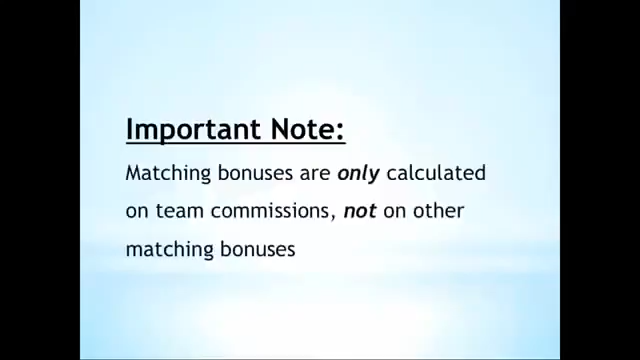 Important Note:
Matching bonuses are only calculated
on team commissions, not on other
matching bonuses